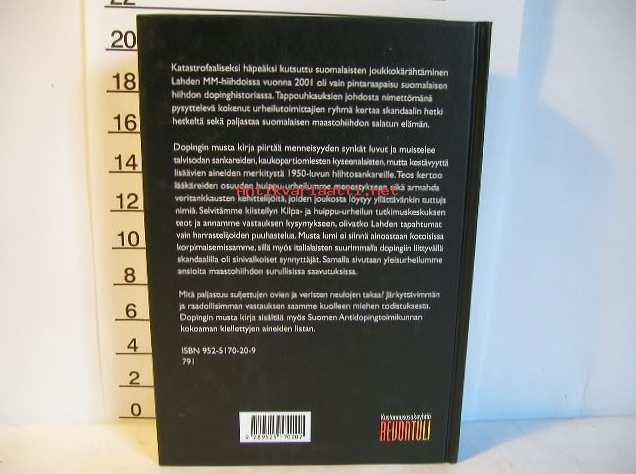 22
20
18
16
14
12
10
8
6
4
2
0
Katastrofaaliseksi häpeäksi kutsuttu suomalaisten joukkokärähtäminen
Lahden MM-hiihdoissa vuonna 2001 oli vain pintaraapaisu suomalaisen
hiihdon dopinghistoriassa. Tappouhkauksien johdosta nimettömänä
pysyttelevä kokenut urheilutoimittajien ryhmä kertaa skandaalin hetki
hetkeltä sekä paljastaa suomalaisen maastohiihdon salatun elämän.
Dopingin musta kirja piirtää menneisyyden synkät luvut ja muistelee
talvisodan sankareiden, kaukopartiomiesten kyseenalaisten, mutta kestävyyttä
lisäävien aineiden merkitystä 1950-luvun hiihtosankareille. Teos kertoo
lääkäreiden osuuden huippu-urheilumme menestykseen eikä armahda
veritankkausten kehittelijöitä, joiden joukosta löytyy yllättävänkin tuttuja
nimiä. Selvitämme kiistellyn Kilpa- ja huippu-urheilun tutkimuskeskuksen
teot ja annamme vastauksen kysymykseen, olivatko Lahden tapahtumat
vain harrastelijoiden puuhastelua. Musta lumi ei siinnä ainoastaan kotoisissa
korpimaisemissamme, sillä myös italialaisten suurimmalla dopingiin liittyvällä
skandaalilla oli sinivalkoiset synnyttäjät. Samalla sivutaan yleisurheilumme
ansioita maastohiihdon surullisissa saavutuksissa.
Mitä paljastuu suljettujen ovien ja veristen neulojen takaa? Järkyttävimmän
ja raadollisimman vastauksen saamme kuolleen miehen todistuksesta.
Dopingin musta kirja sisältää myös Suomen Antidopingtoimikunnan
kokoaman kiellettyjen aineiden listan.
ISBN 952-5170-20-9
791
9 789525 170207
Kustannusosakeyhtiö
REVONTULI
Antikvariaatti.net